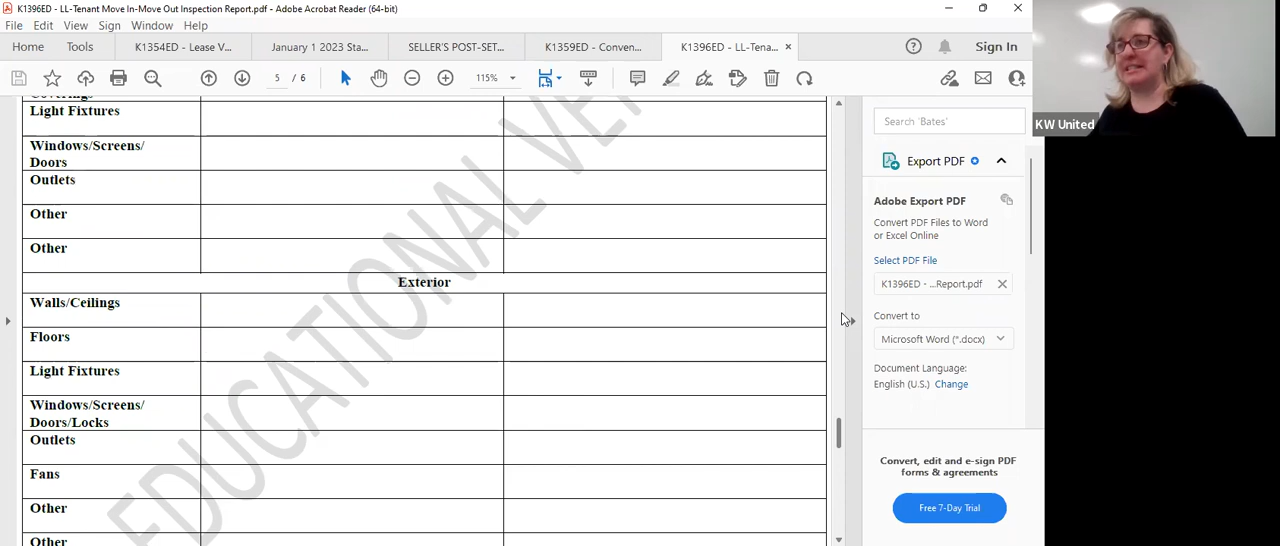 K1396ED - LL-Tenant Move In-Move Out Inspection Report.pdf - Adobe Acrobat Reader (64-bit)
File Edit View Sign Window Help
Home Tools K1354ED - Lease V... January 1 2023 Sta... SELLER'S POST-SET... K1359ED - Conven... K1396ED - LL-Tena... × Sign In
5 / 6 115%
Coverings
Light Fixtures
Windows/Screens/
Doors
Outlets
Other
Other
Exterior
Walls/Ceilings
Floors
Light Fixtures
Windows/Screens/
Doors/Locks
Outlets
Fans
Other
Other
EDUCATIONAL VE
Search 'Bates'
Export PDF
Adobe Export PDF
Convert PDF Files to Word
or Excel Online
Select PDF File
K1396ED - ...Report.pdf
Convert to
Microsoft Word (*.docx)
Document Language:
English (U.S.) Change
Convert, edit and e-sign PDF
forms & agreements
Free 7-Day Trial
KW United